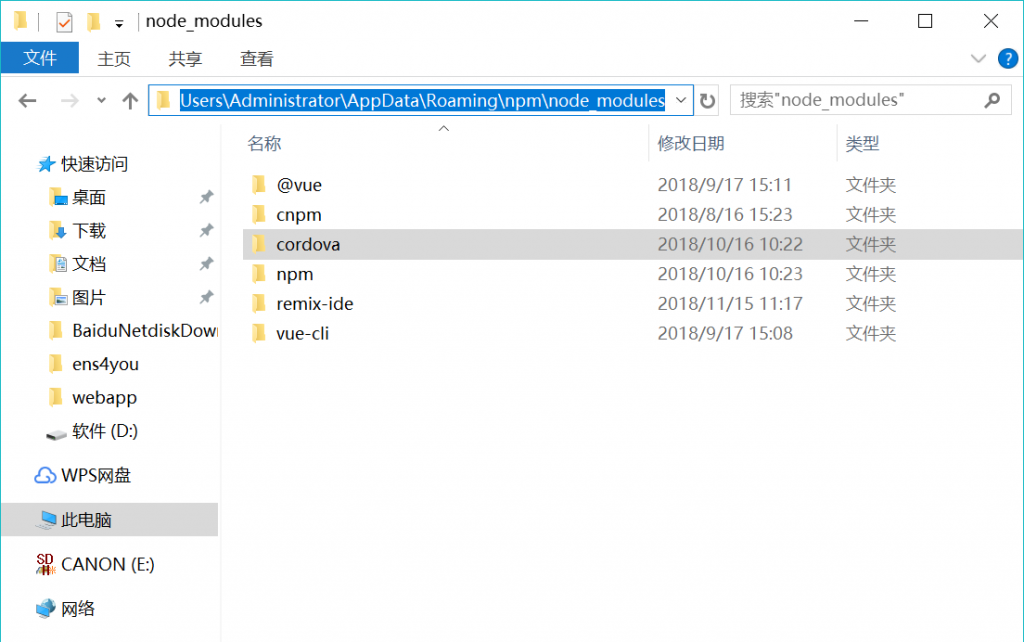 node_modules
文件 主页 共享 查看
?
Users\Administrator\AppData\Roaming\npm\node_modules 搜索"node_modules"
名称 修改日期 类型
快速访问
桌面
下载
文档
图片
BaiduNetdiskDow
ens4you
webapp
软件 (D:)
WPS网盘
此电脑
SD CANON (E:)
网络
@vue 2018/9/17 15:11 文件夹
cnpm 2018/8/16 15:23 文件夹
cordova 2018/10/16 10:22 文件夹
npm 2018/10/16 10:23 文件夹
remix-ide 2018/11/15 11:17 文件夹
vue-cli 2018/9/17 15:08 文件夹